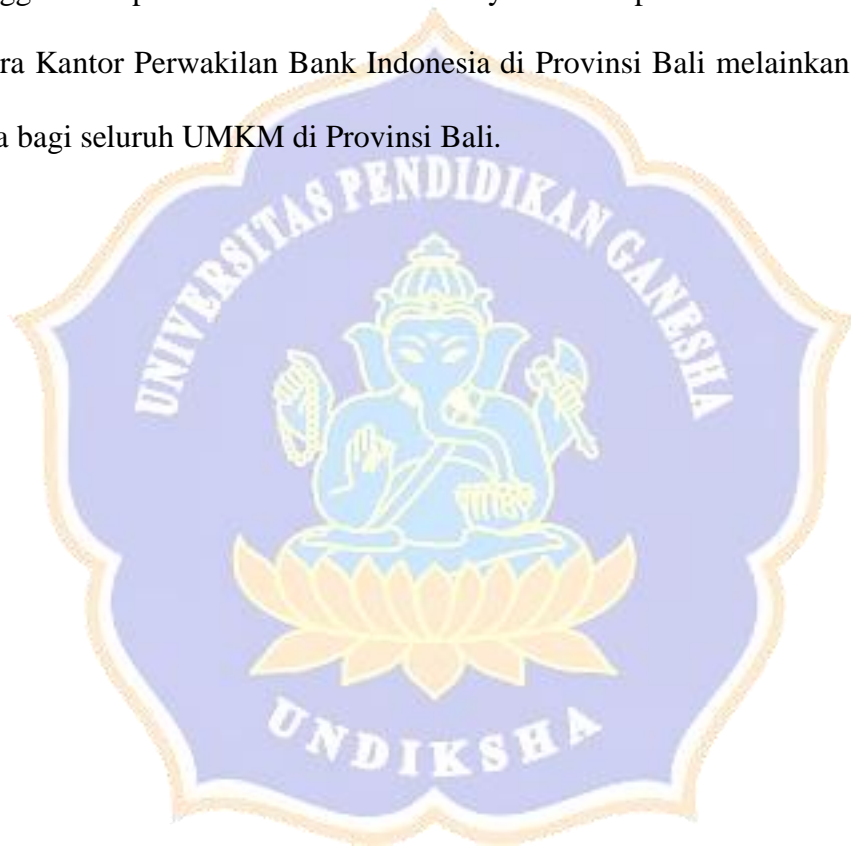 ra Kantor Perwakilan Bank Indonesia di Provinsi Bali melainkan
a bagi seluruh UMKM di Provinsi Bali.
UNIVERSITAS PENDIDIKAN GANESHA
UNDIKSHA